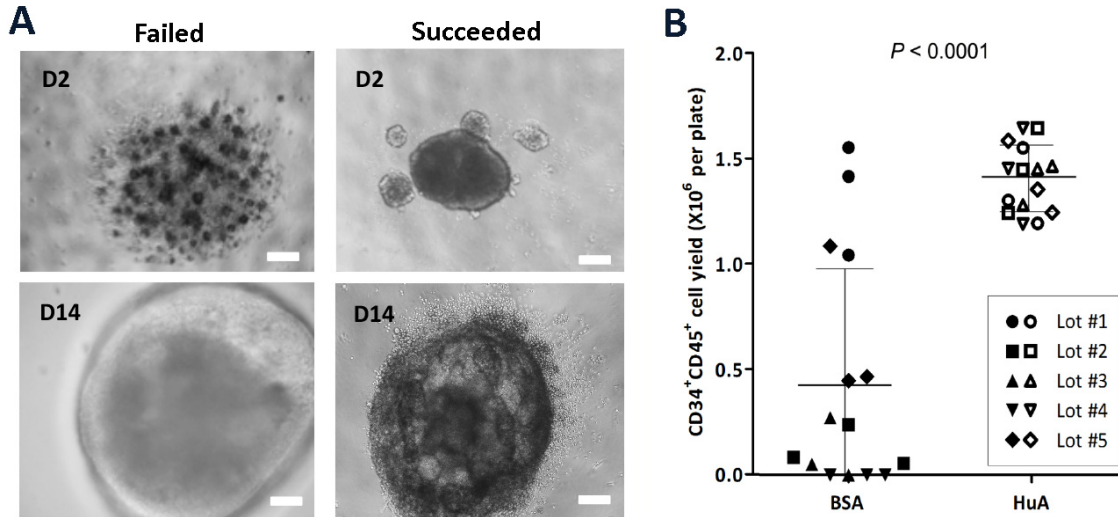 A
Failed
Succeeded
D2
D2
D14
D14
B
P < 0.0001
CD34⁺CD45⁺ cell yield (X10⁶ per plate)
2.0
1.5
1.0
0.5
0.0
Lot #1
Lot #2
Lot #3
Lot #4
Lot #5
BSA
HuA